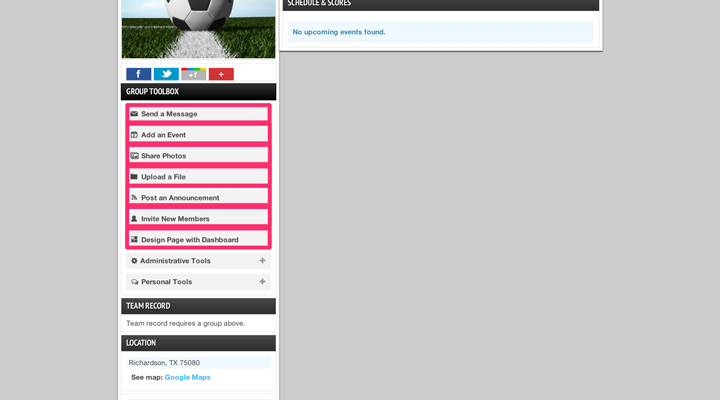 SCHEDULE & SCORES
No upcoming events found.
f
+1
+
GROUP TOOLBOX
Send a Message
Add an Event
Share Photos
Upload a File
Post an Announcement
Invite New Members
Design Page with Dashboard
Administrative Tools
Personal Tools
TEAM RECORD
Team record requires a group above.
LOCATION
Richardson, TX 75080
See map: Google Maps